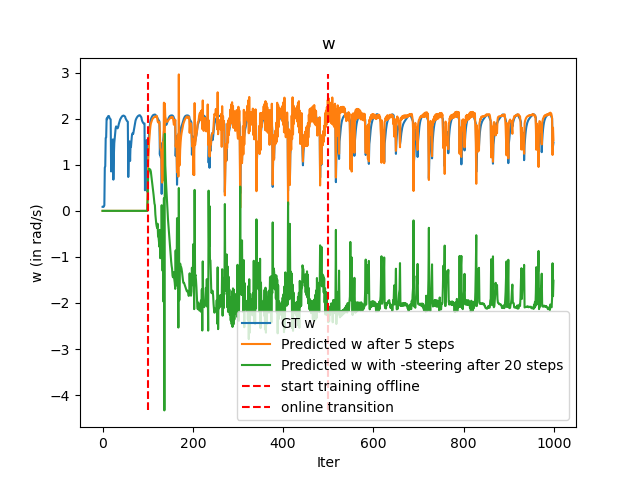 w
w (in rad/s)
3
2
1
0
−1
−2
−3
−4
GT w
Predicted w after 5 steps
Predicted w with -steering after 20 steps
start training offline
online transition
0
200
400
600
800
1000
Iter